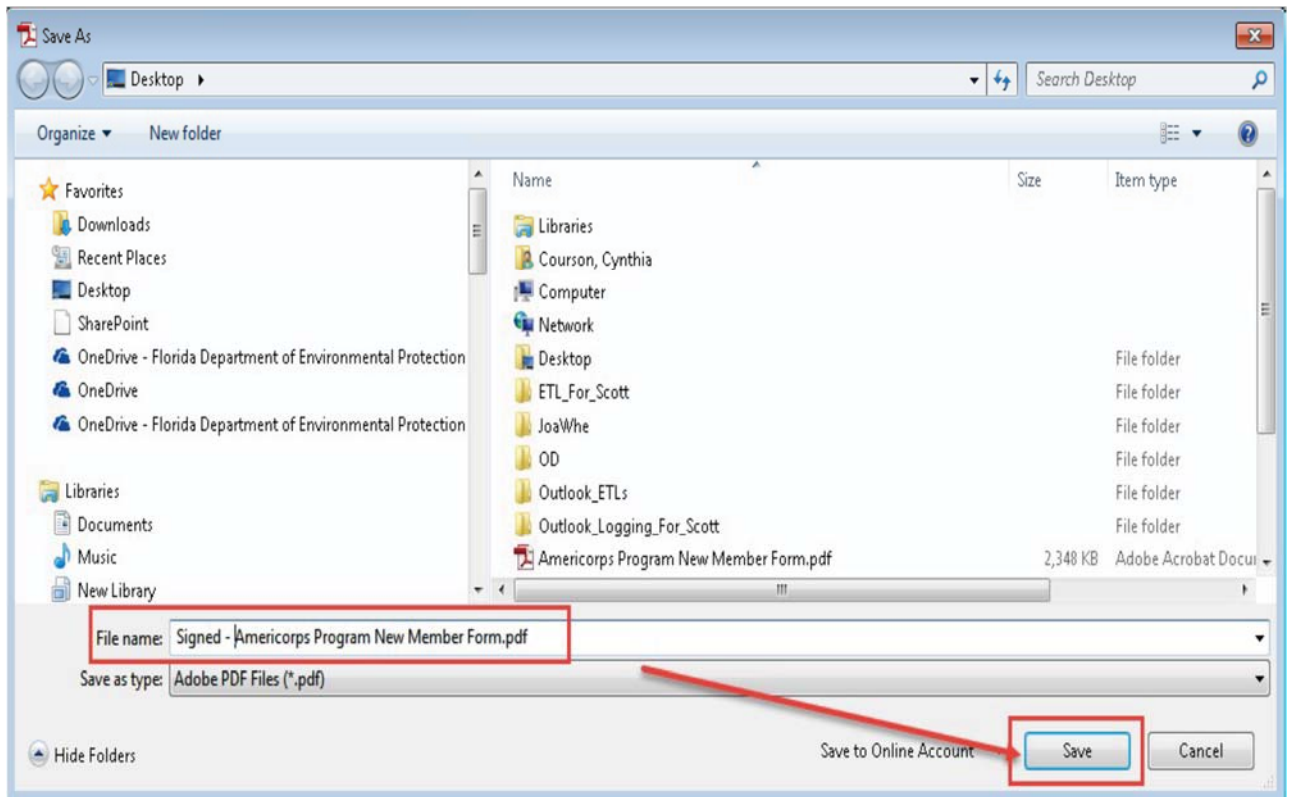 Save As
Desktop
Search Desktop
Organize
New folder
Favorites
Downloads
Recent Places
Desktop
SharePoint
OneDrive - Florida Department of Environmental Protection
OneDrive
OneDrive - Florida Department of Environmental Protection
Libraries
Documents
Music
New Library
Name Size Item type
Libraries
Courson, Cynthia
Computer
Network
Desktop File folder
ETL_For_Scott File folder
JoaWhe File folder
OD File folder
Outlook_ETLs File folder
Outlook_Logging_For_Scott File folder
Americorps Program New Member Form.pdf 2,348 KB Adobe Acrobat Docu
File name: Signed - Americorps Program New Member Form.pdf
Save as type: Adobe PDF Files (*.pdf)
Hide Folders
Save to Online Account
Save
Cancel